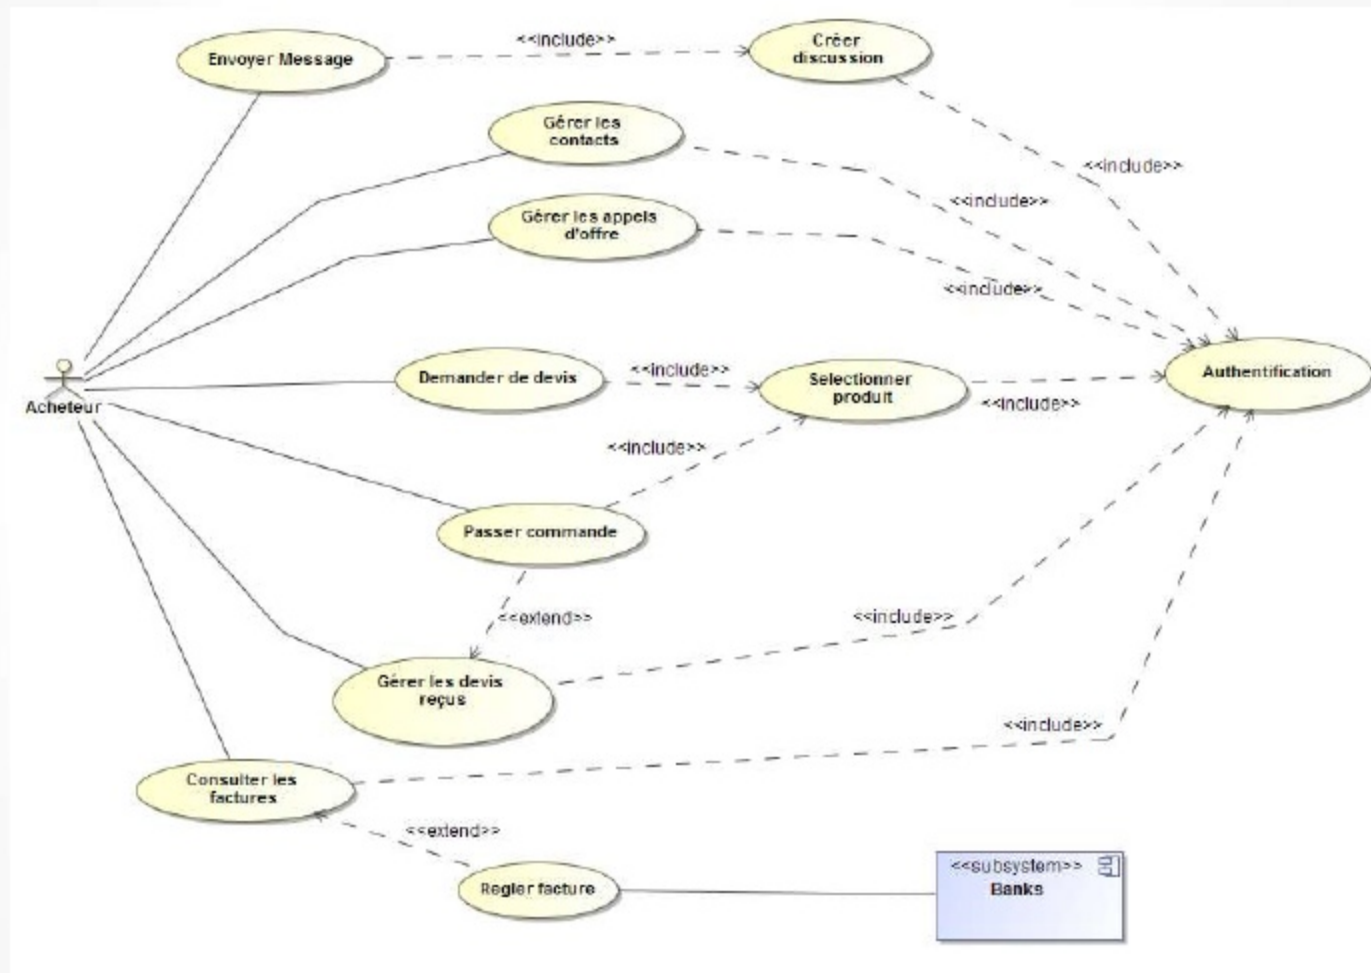 Envoyer Message
<<include>>
Créer
discussion
Gérer les
contacts
<<include>>
<<include>>
Gérer les appels
d'offre
<<include>>
Acheteur
Demander de devis
<<include>>
Selectionner
produit
<<include>>
Authentification
<<include>>
Passer commande
<<extend>>
<<include>>
Gérer les devis
reçus
<<include>>
Consulter les
factures
<<extend>>
Regler facture
<<subsystem>>
Banks